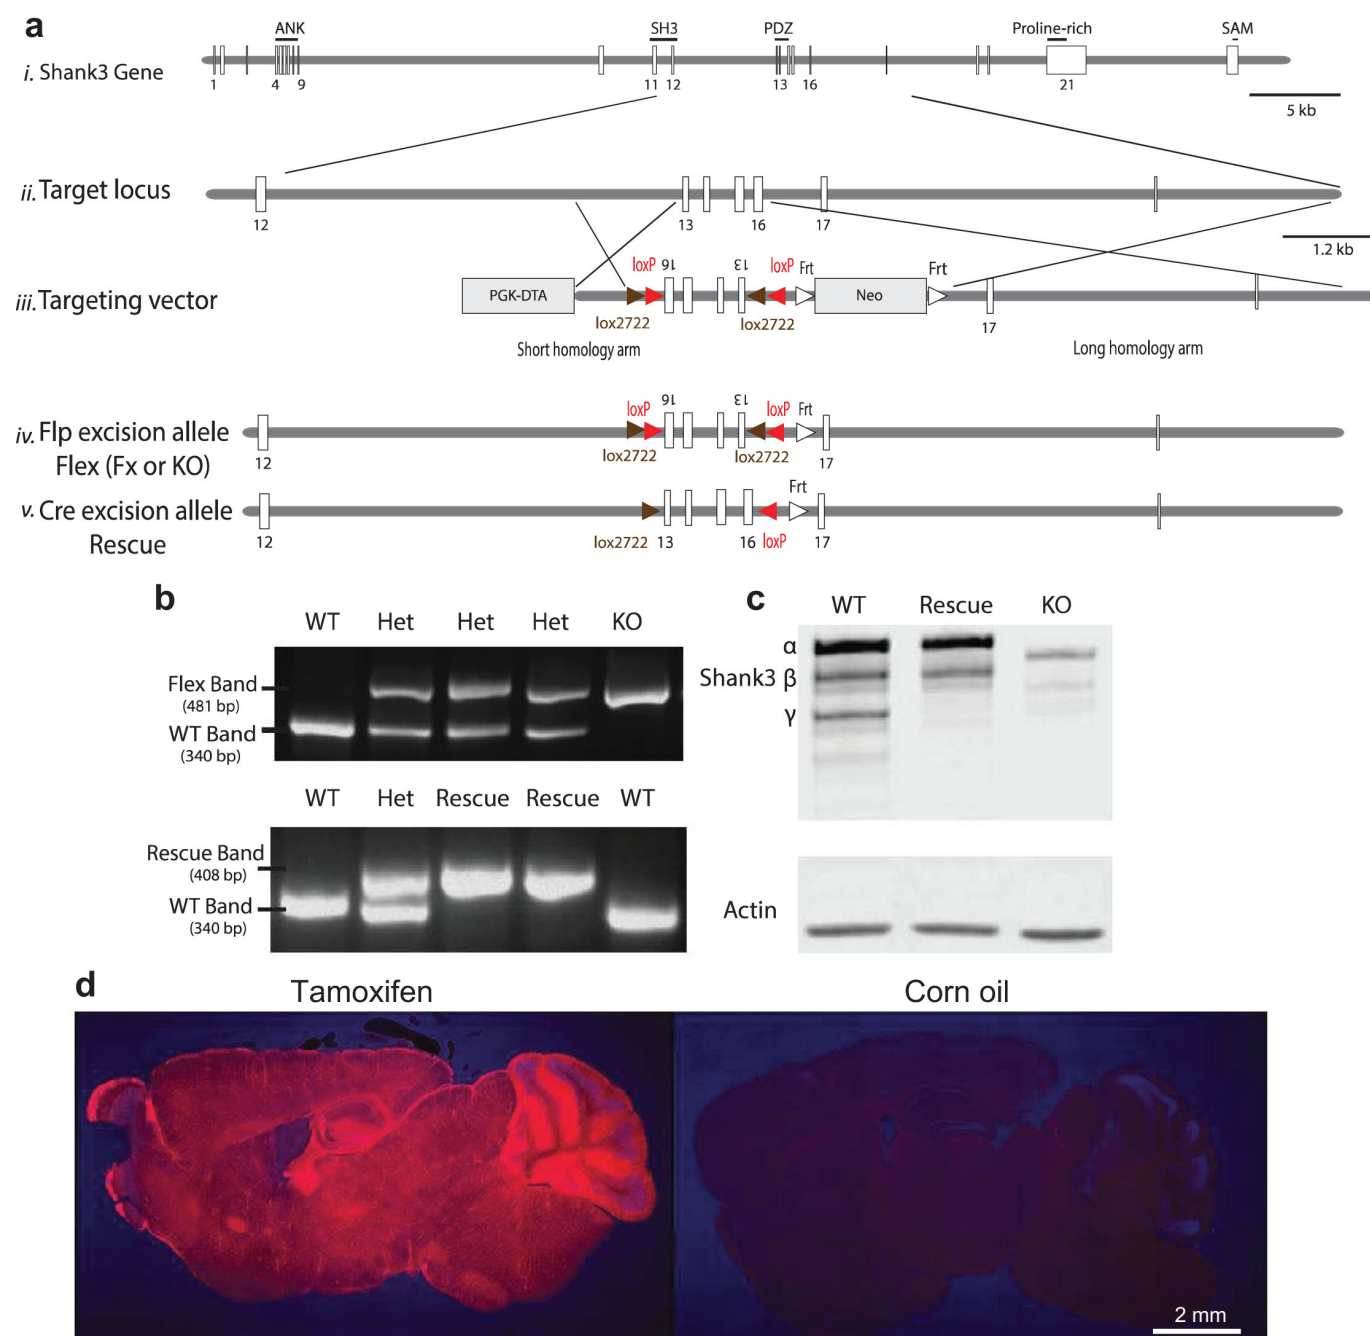 a
ANK SH3 PDZ Proline-rich SAM
i. Shank3 Gene
1 4 9 11 12 13 16 21
5 kb
ii. Target locus
12 13 16 17
1.2 kb
loxP 16 13 loxP Frt Frt
iii. Targeting vector
PGK-DTA Neo
lox2722 lox2722 17
Short homology arm Long homology arm
loxP 16 13 loxP Frt
iv. Flp excision allele
Flex (Fx or KO)
12 lox2722 lox2722 17
Frt
v. Cre excision allele
Rescue
12 lox2722 13 16 loxP 17
b
WT Het Het Het KO
Flex Band
(481 bp)
WT Band
(340 bp)
WT Het Rescue Rescue WT
Rescue Band
(408 bp)
WT Band
(340 bp)
c
WT Rescue KO
α
Shank3 β
γ
Actin
d
Tamoxifen Corn oil
2 mm